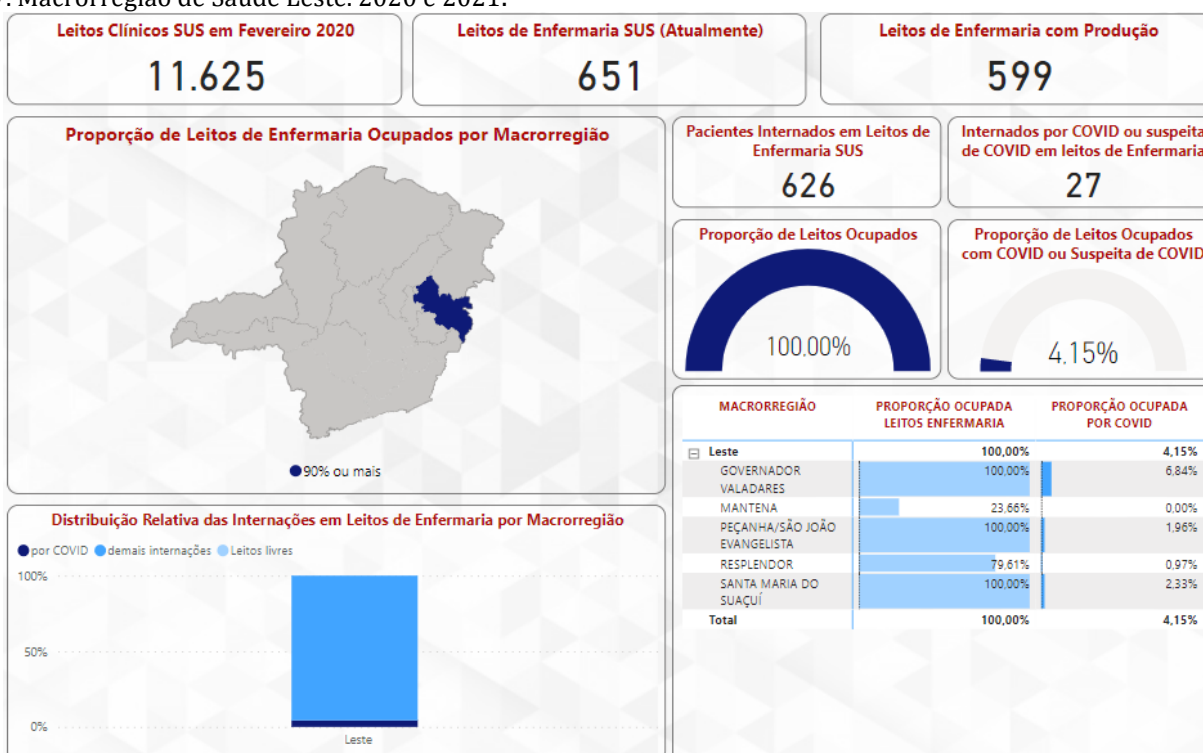 . Macrorregião de Saúde Leste. 2020 e 2021.
Leitos Clínicos SUS em Fevereiro 2020
11.625
Leitos de Enfermaria SUS (Atualmente)
651
Leitos de Enfermaria com Produção
599
Proporção de Leitos de Enfermaria Ocupados por Macrorregião
90% ou mais
Pacientes Internados em Leitos de
Enfermaria SUS
626
Internados por COVID ou suspeita
de COVID em leitos de Enfermaria
27
Proporção de Leitos Ocupados
100.00%
Proporção de Leitos Ocupados
com COVID ou Suspeita de COVID
4.15%
MACRORREGIÃO
PROPORÇÃO OCUPADA
LEITOS ENFERMARIA
PROPORÇÃO OCUPADA
POR COVID
Leste 100,00% 4,15%
GOVERNADOR
VALADARES 100,00% 6,84%
MANTENA 23,66% 0,00%
PEÇANHA/SÃO JOÃO
EVANGELISTA 100,00% 1,96%
RESPLENDOR 79,61% 0,97%
SANTA MARIA DO
SUAÇUÍ 100,00% 2,33%
Total 100,00% 4,15%
Distribuição Relativa das Internações em Leitos de Enfermaria por Macrorregião
por COVID demais internações Leitos livres
100%
50%
0%
Leste